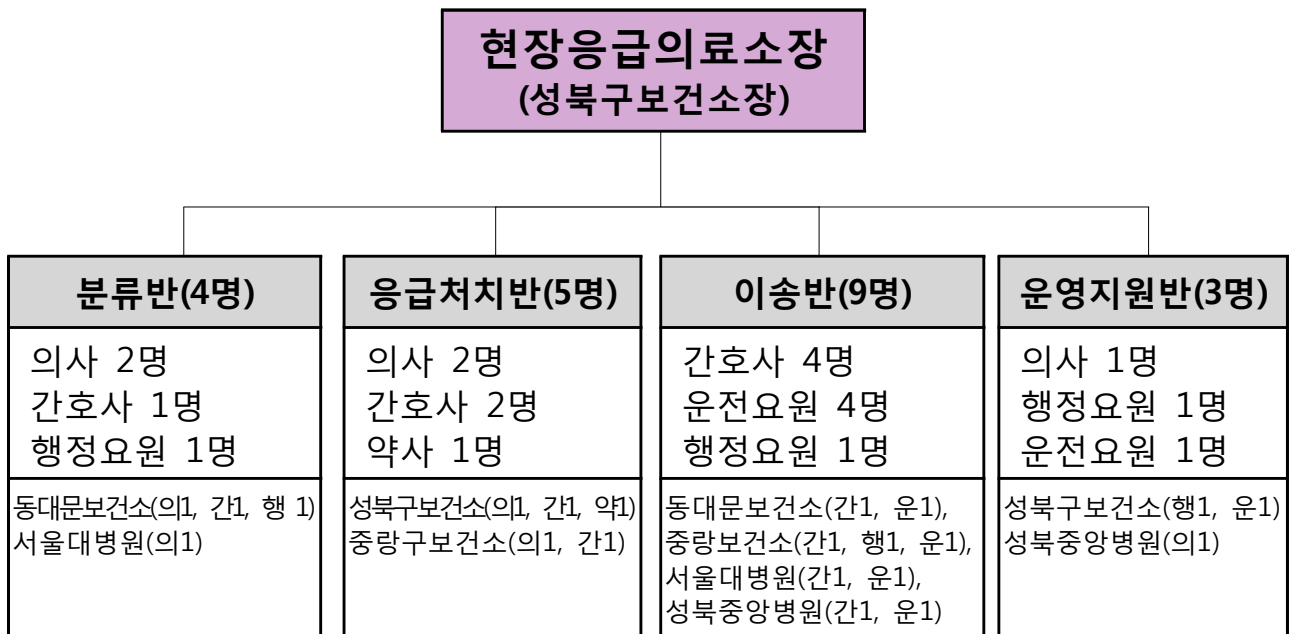 현장응급의료소장
(성북구보건소장)
분류반(4명)
의사 2명
간호사 1명
행정요원 1명
동대문보건소(의1, 간1, 행 1)
서울대병원(의1)
응급처치반(5명)
의사 2명
간호사 2명
약사 1명
성북구보건소(의1, 간1, 약1)
중랑구보건소(의1, 간1)
이송반(9명)
간호사 4명
운전요원 4명
행정요원 1명
동대문보건소(간1, 운1),
중랑보건소(간1, 행1, 운1),
서울대병원(간1, 운1),
성북중앙병원(간1, 운1)
운영지원반(3명)
의사 1명
행정요원 1명
운전요원 1명
성북구보건소(행1, 운1)
성북중앙병원(의1)